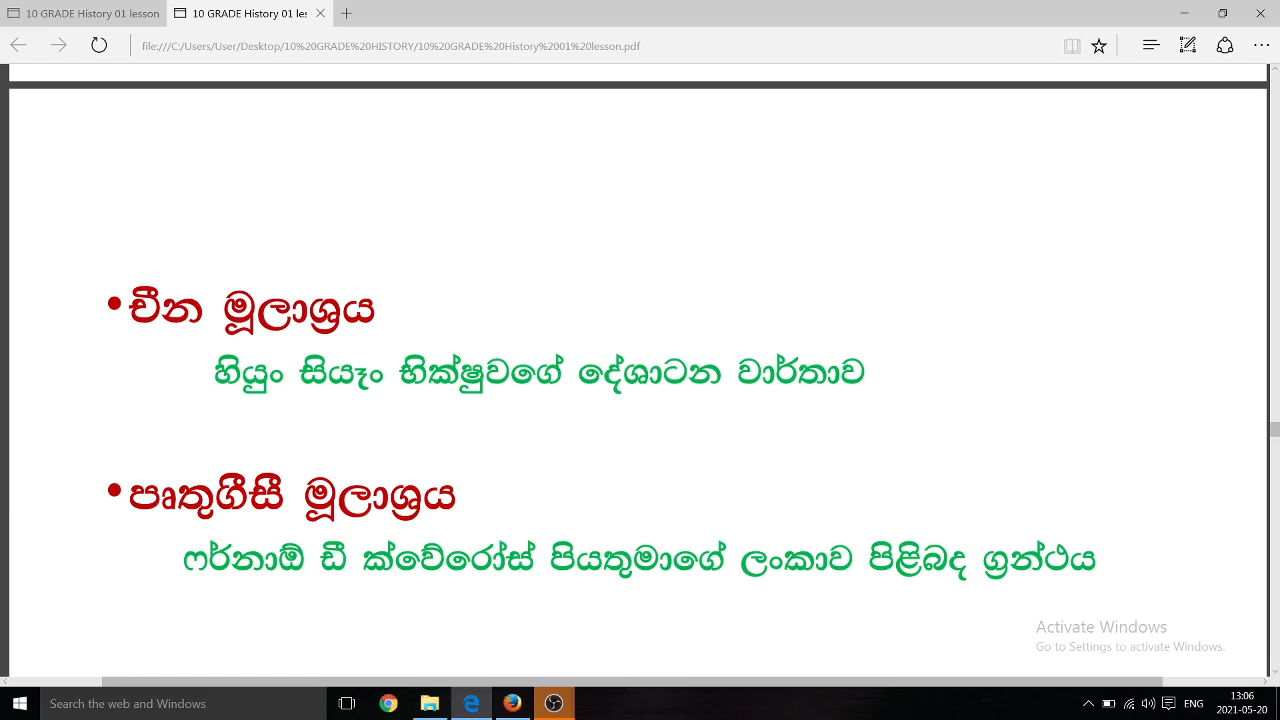 10 GRADE History 01 lesson
10 GRADE History 01 les
file:///C:/Users/User/Desktop/10%20GRADE%20HISTORY/10%20GRADE%20History%2001%20lesson.pdf
•චීන මූලාශ්‍රය
හියුං සියෑං භික්ෂුවගේ දේශාටන වාර්තාව
•පෘතුගීසී මූලාශ්‍රය
ෆර්නාඕ ඩී ක්වේරෝස් පියතුමාගේ ලංකාව පිළිබද ග්‍රන්ථය
Activate Windows
Go to Settings to activate Windows.
Search the web and Windows
ENG
13:06
2021-05-20